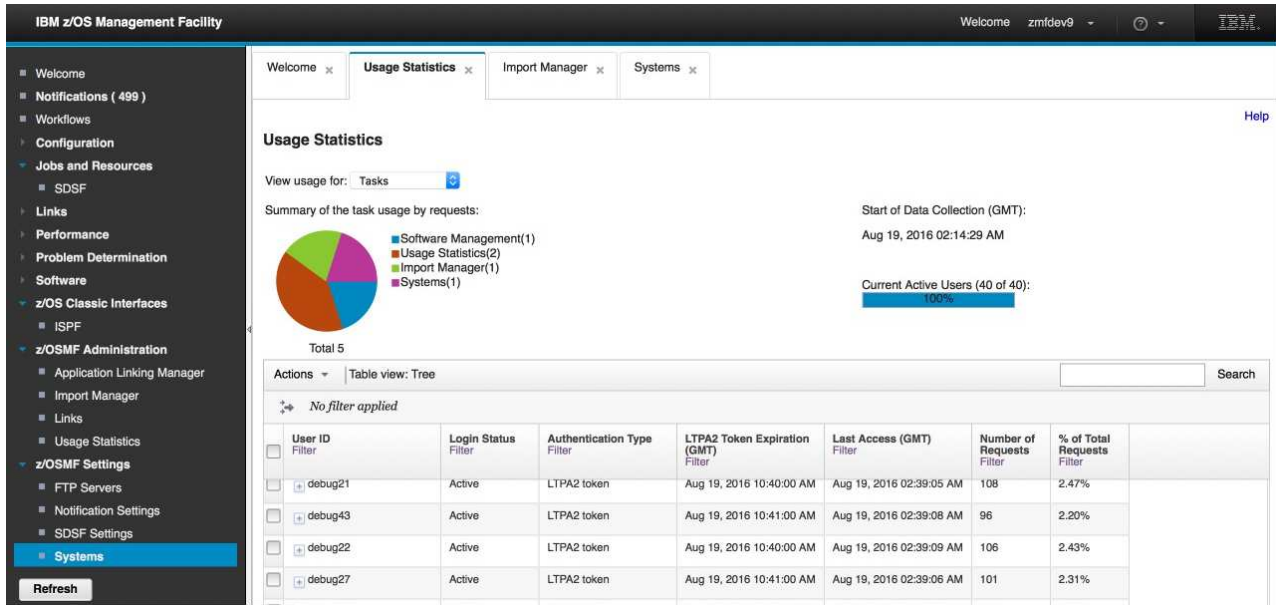 IBM z/OS Management Facility
Welcome zmfdev9
IBM
Welcome
Notifications ( 499 )
Workflows
Configuration
Jobs and Resources
SDSF
Links
Performance
Problem Determination
Software
z/OS Classic Interfaces
ISPF
z/OSMF Administration
Application Linking Manager
Import Manager
Links
Usage Statistics
z/OSMF Settings
FTP Servers
Notification Settings
SDSF Settings
Systems
Refresh
Welcome Usage Statistics Import Manager Systems
Help
Usage Statistics
View usage for: Tasks
Summary of the task usage by requests:
Software Management(1)
Usage Statistics(2)
Import Manager(1)
Systems(1)
Total 5
Start of Data Collection (GMT):
Aug 19, 2016 02:14:29 AM
Current Active Users (40 of 40):
100%
Actions Table view: Tree Search
No filter applied
User ID Login Status Authentication Type LTPA2 Token Expiration (GMT) Last Access (GMT) Number of Requests % of Total Requests
Filter Filter Filter Filter Filter Filter Filter
debug21 Active LTPA2 token Aug 19, 2016 10:40:00 AM Aug 19, 2016 02:39:05 AM 108 2.47%
debug43 Active LTPA2 token Aug 19, 2016 10:41:00 AM Aug 19, 2016 02:39:08 AM 96 2.20%
debug22 Active LTPA2 token Aug 19, 2016 10:40:00 AM Aug 19, 2016 02:39:09 AM 106 2.43%
debug27 Active LTPA2 token Aug 19, 2016 10:41:00 AM Aug 19, 2016 02:39:06 AM 101 2.31%